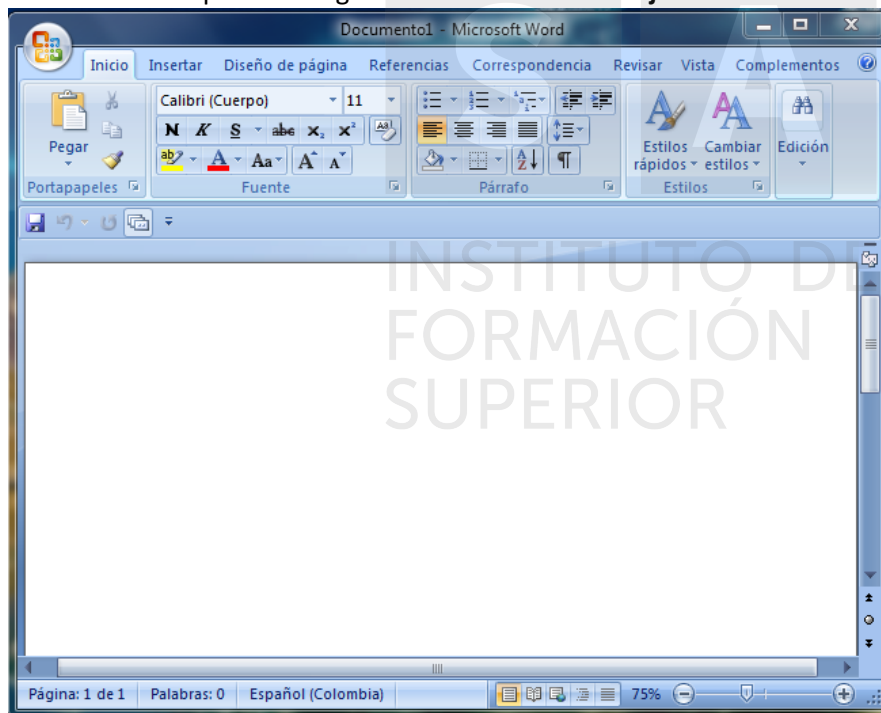 Documento1 - Microsoft Word
Inicio Insertar Diseño de página Referencias Correspondencia Revisar Vista Complementos
Calibri (Cuerpo) 11
N K S abe x₂ x²
Pegar
ab A Aa A A
Estilos rápidos
Cambiar estilos
Edición
Portapapeles Fuente Párrafo Estilos
INSTITUTO DE
FORMACIÓN
SUPERIOR
Página: 1 de 1 Palabras: 0 Español (Colombia) 75%